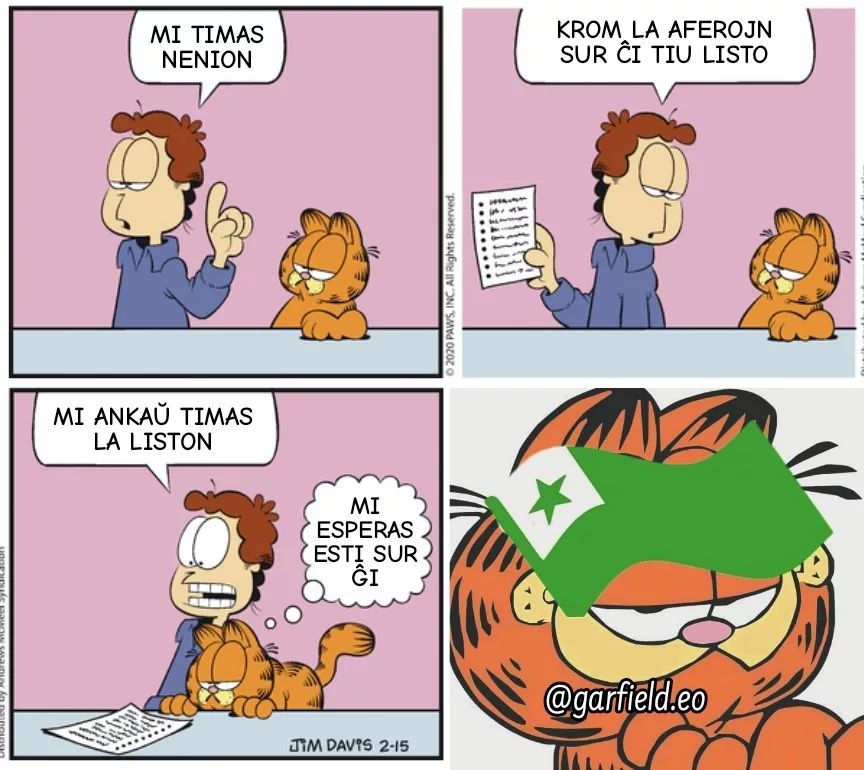 MI TIMAS
NENION
KROM LA AFEROJN
SUR ĈI TIU LISTO
© 2020 PAWS, INC. All Rights Reserved.
MI ANKAŬ TIMAS
LA LISTON
MI
ESPERAS
ESTI SUR
ĜI
Distributed by Andrews McMeel Syndication
JIM DAVIS 2-15
@garfield.eo